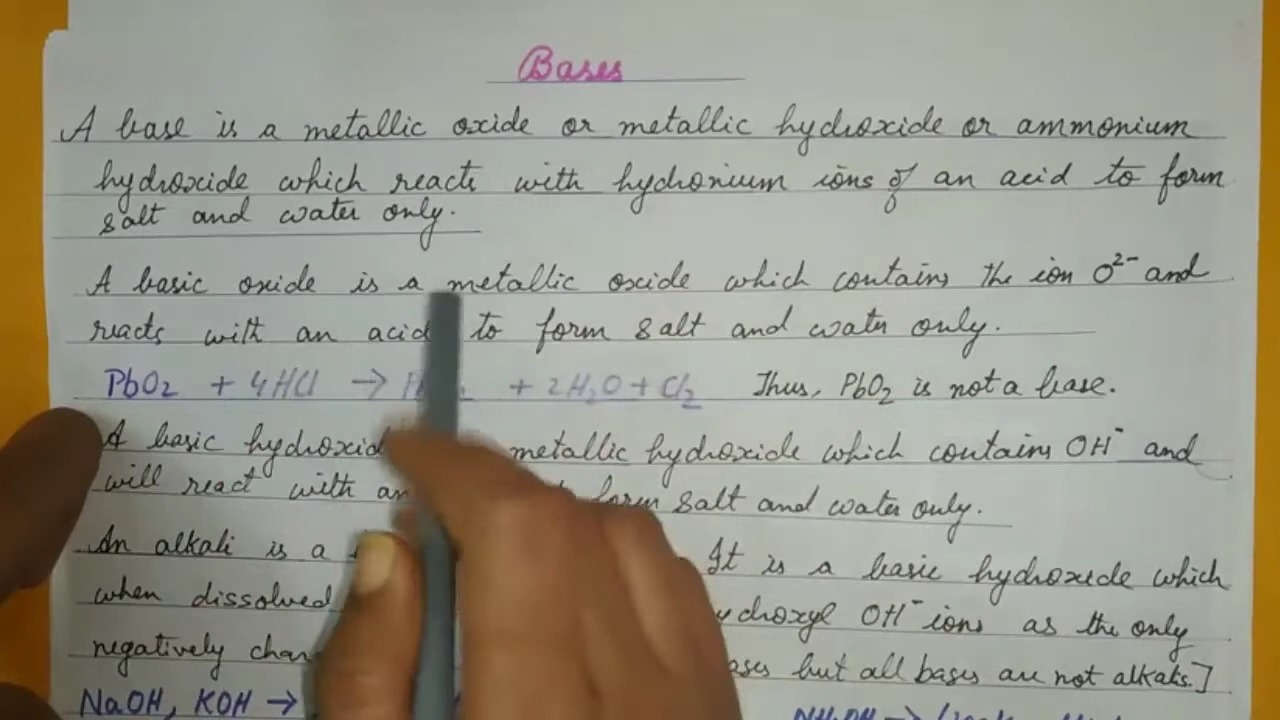 Bases
A base is a metallic oxide or metallic hydroxide or ammonium
hydroxide which reacts with hydronium ions of an acid to form
salt and water only.
A basic oxide is a metallic oxide which contains the ion O²⁻ and
reacts with an acid to form salt and water only.
PbO₂ + 4HCl → + 2H₂O + Cl₂ Thus, PbO₂ is not a base.
A basic metallic hydroxide which contains OH⁻ and
will react with an form salt and water only.
An alkali is a It is a basic hydroxide which
when dissolved OH⁻ ions as the only
negatively but all bases are not alkalis.]
NaOH, KOH →